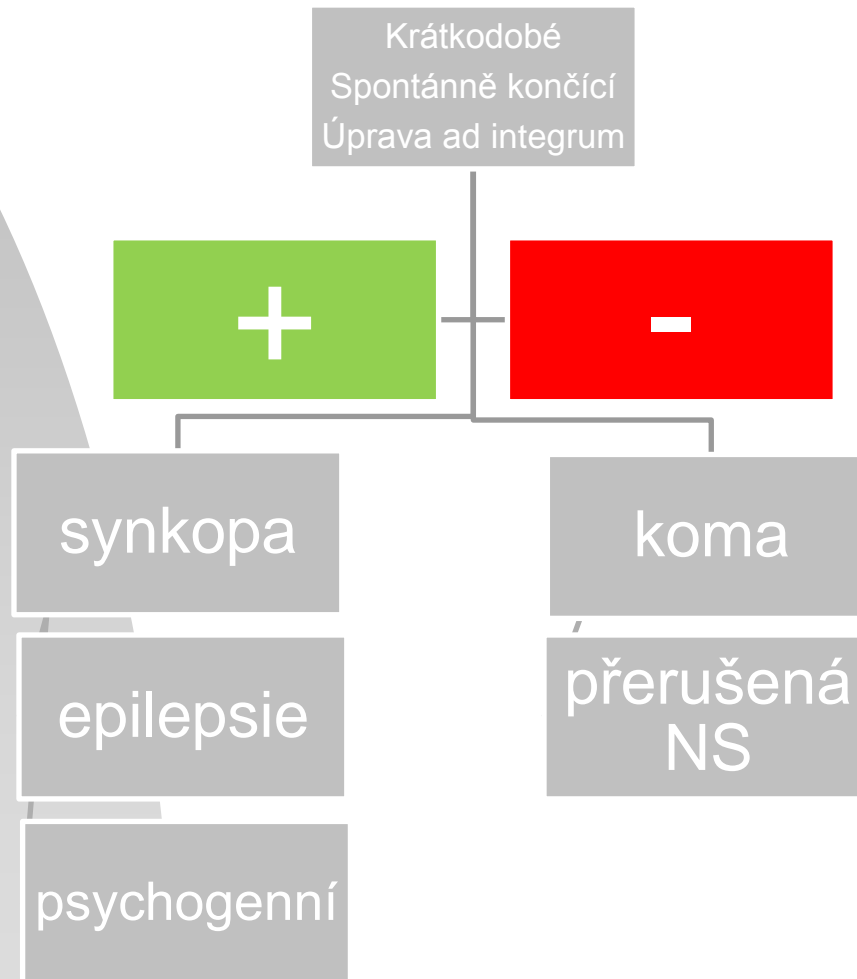 Krátkodobé
Spontánně končící
Úprava ad integrum
+
-
synkopa
koma
epilepsie
přerušená
NS
psychogenní